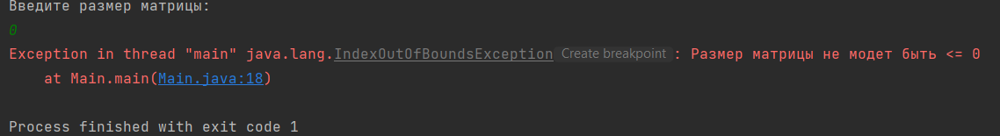 Введите размер матрицы:
0
Exception in thread "main" java.lang.IndexOutOfBoundsException Create breakpoint : Размер матрицы не модет быть <= 0
at Main.main(Main.java:18)
Process finished with exit code 1